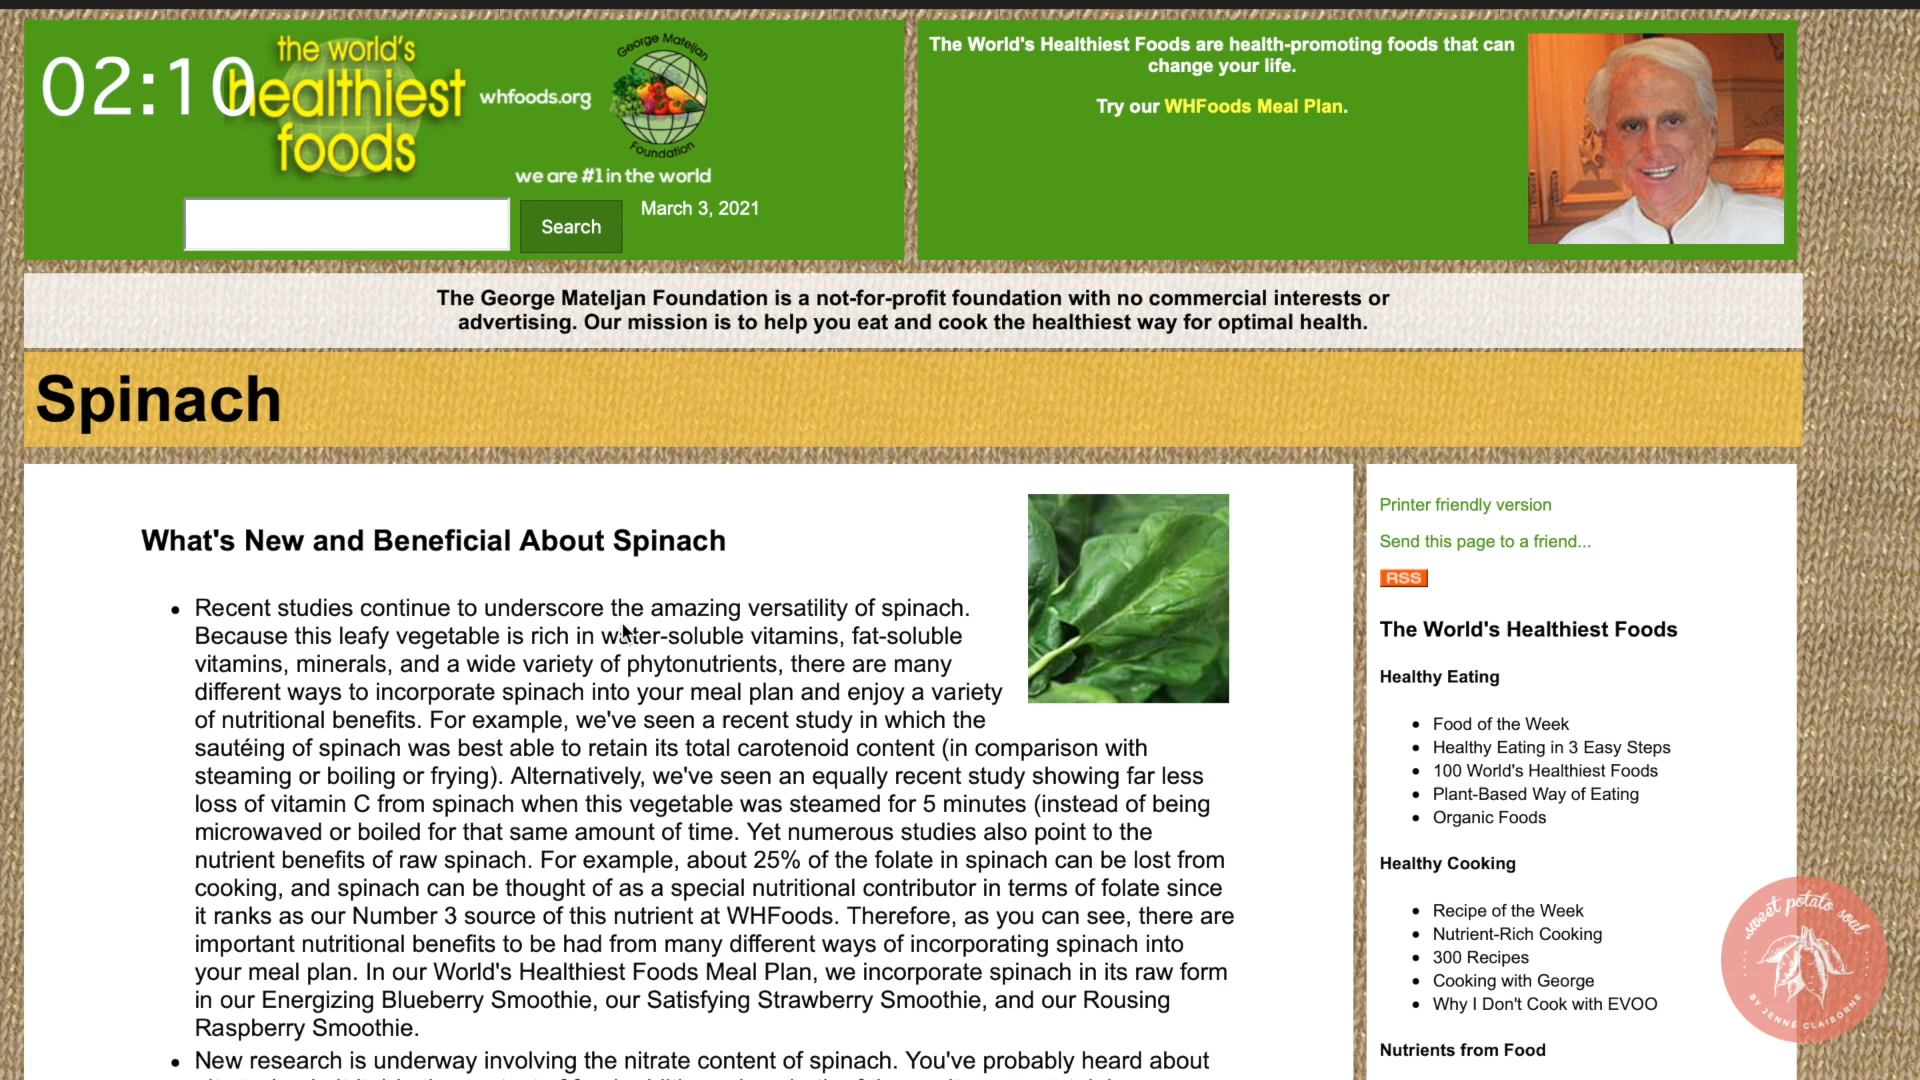 02:10
the world's
healthiest
foods
whfoods.org
George Mateljan
Foundation
we are #1 in the world
Search
March 3, 2021
The World's Healthiest Foods are health-promoting foods that can
change your life.
Try our WHFoods Meal Plan.
The George Mateljan Foundation is a not-for-profit foundation with no commercial interests or
advertising. Our mission is to help you eat and cook the healthiest way for optimal health.
Spinach
What's New and Beneficial About Spinach
• Recent studies continue to underscore the amazing versatility of spinach.
Because this leafy vegetable is rich in water-soluble vitamins, fat-soluble
vitamins, minerals, and a wide variety of phytonutrients, there are many
different ways to incorporate spinach into your meal plan and enjoy a variety
of nutritional benefits. For example, we've seen a recent study in which the
sautéing of spinach was best able to retain its total carotenoid content (in comparison with
steaming or boiling or frying). Alternatively, we've seen an equally recent study showing far less
loss of vitamin C from spinach when this vegetable was steamed for 5 minutes (instead of being
microwaved or boiled for that same amount of time. Yet numerous studies also point to the
nutrient benefits of raw spinach. For example, about 25% of the folate in spinach can be lost from
cooking, and spinach can be thought of as a special nutritional contributor in terms of folate since
it ranks as our Number 3 source of this nutrient at WHFoods. Therefore, as you can see, there are
important nutritional benefits to be had from many different ways of incorporating spinach into
your meal plan. In our World's Healthiest Foods Meal Plan, we incorporate spinach in its raw form
in our Energizing Blueberry Smoothie, our Satisfying Strawberry Smoothie, and our Rousing
Raspberry Smoothie.
• New research is underway involving the nitrate content of spinach. You've probably heard about
Printer friendly version
Send this page to a friend...
RSS
The World's Healthiest Foods
Healthy Eating
• Food of the Week
• Healthy Eating in 3 Easy Steps
• 100 World's Healthiest Foods
• Plant-Based Way of Eating
• Organic Foods
Healthy Cooking
• Recipe of the Week
• Nutrient-Rich Cooking
• 300 Recipes
• Cooking with George
• Why I Don't Cook with EVOO
Nutrients from Food
sweet potato soul
BY JENNÉ CLAIBORNE